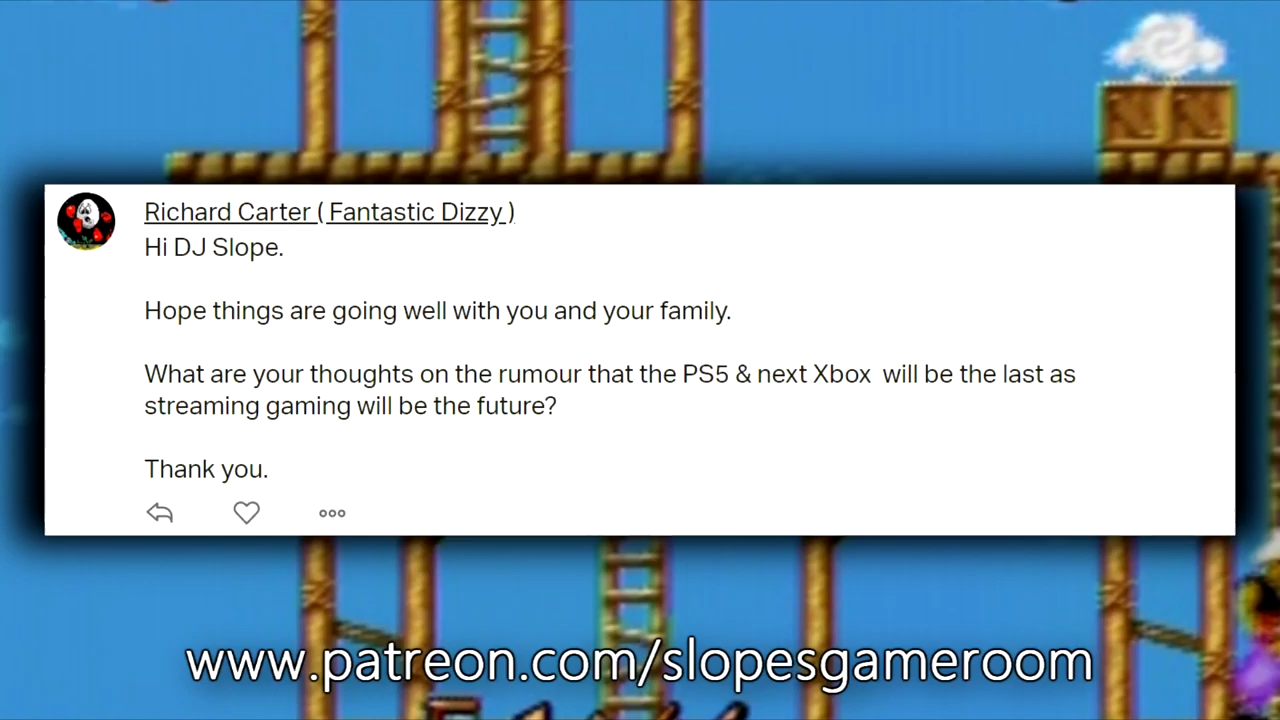 Richard Carter ( Fantastic Dizzy )
Hi DJ Slope.
Hope things are going well with you and your family.
What are your thoughts on the rumour that the PS5 & next Xbox  will be the last as
streaming gaming will be the future?
Thank you.
www.patreon.com/slopesgameroom